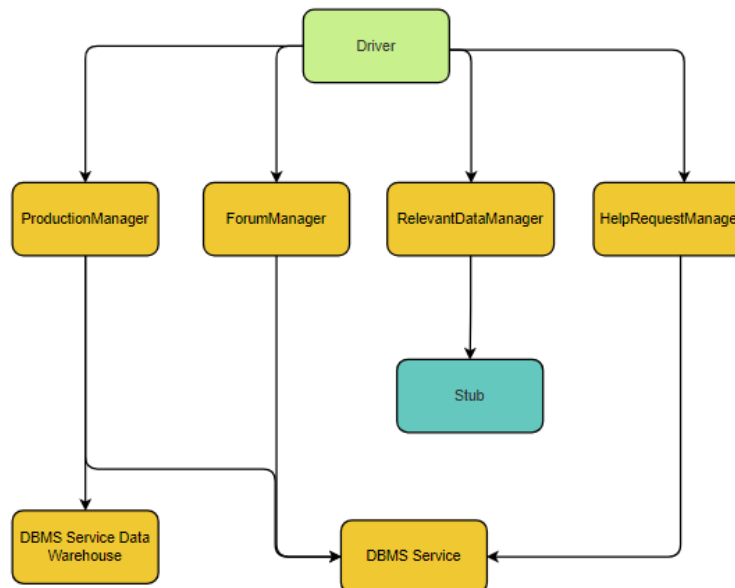 Driver
ProductionManager
ForumManager
RelevantDataManager
HelpRequestManage
Stub
DBMS Service Data
Warehouse
DBMS Service